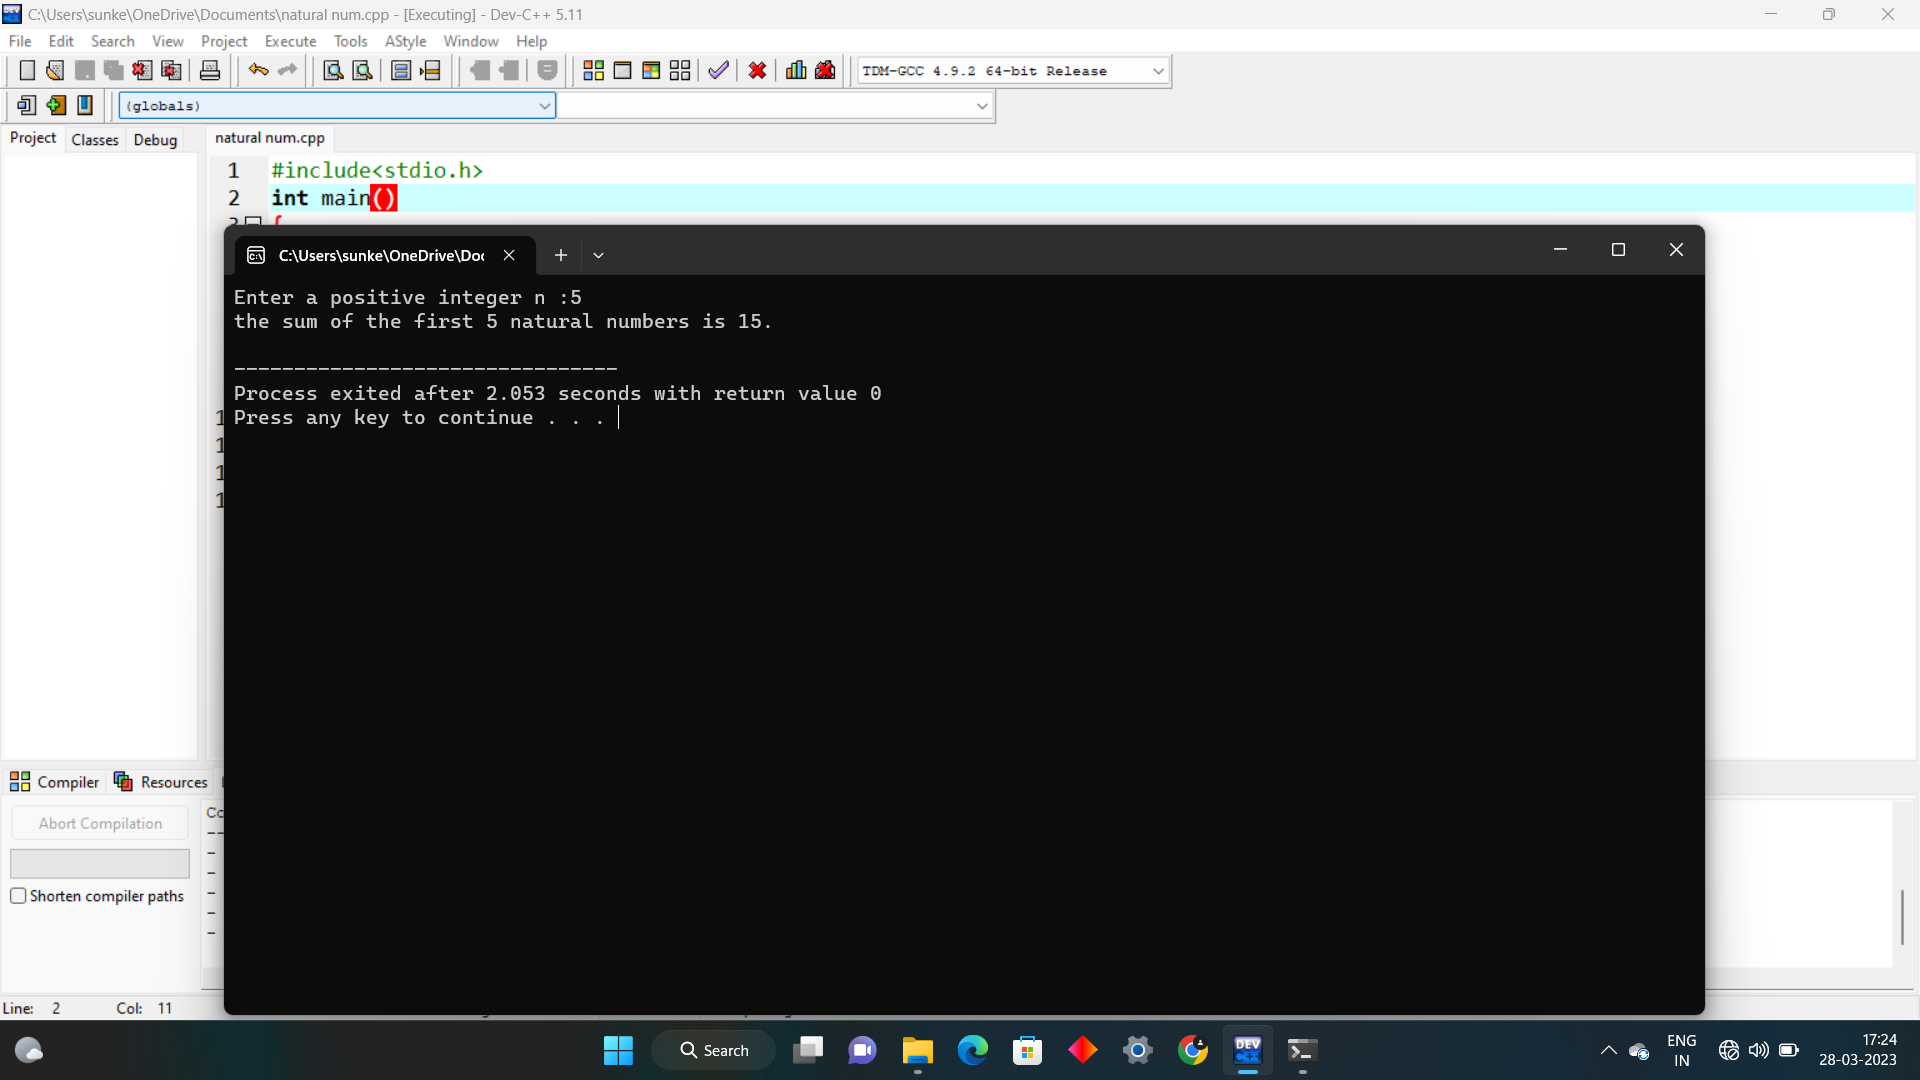 C:\Users\sunke\OneDrive\Documents\natural num.cpp - [Executing] - Dev-C++ 5.11
File Edit Search View Project Execute Tools AStyle Window Help
TDM-GCC 4.9.2 64-bit Release
(globals)
Project Classes Debug
natural num.cpp
1 #include<stdio.h>
2 int main()
3 {
C:\Users\sunke\OneDrive\Doc
Enter a positive integer n :5
the sum of the first 5 natural numbers is 15.
--------------------------------
Process exited after 2.053 seconds with return value 0
Press any key to continue . . .
1
1
1
1
Compiler Resources
Abort Compilation
Shorten compiler paths
Line: 2 Col: 11
Search
DEV C++
ENG
IN
17:24
28-03-2023